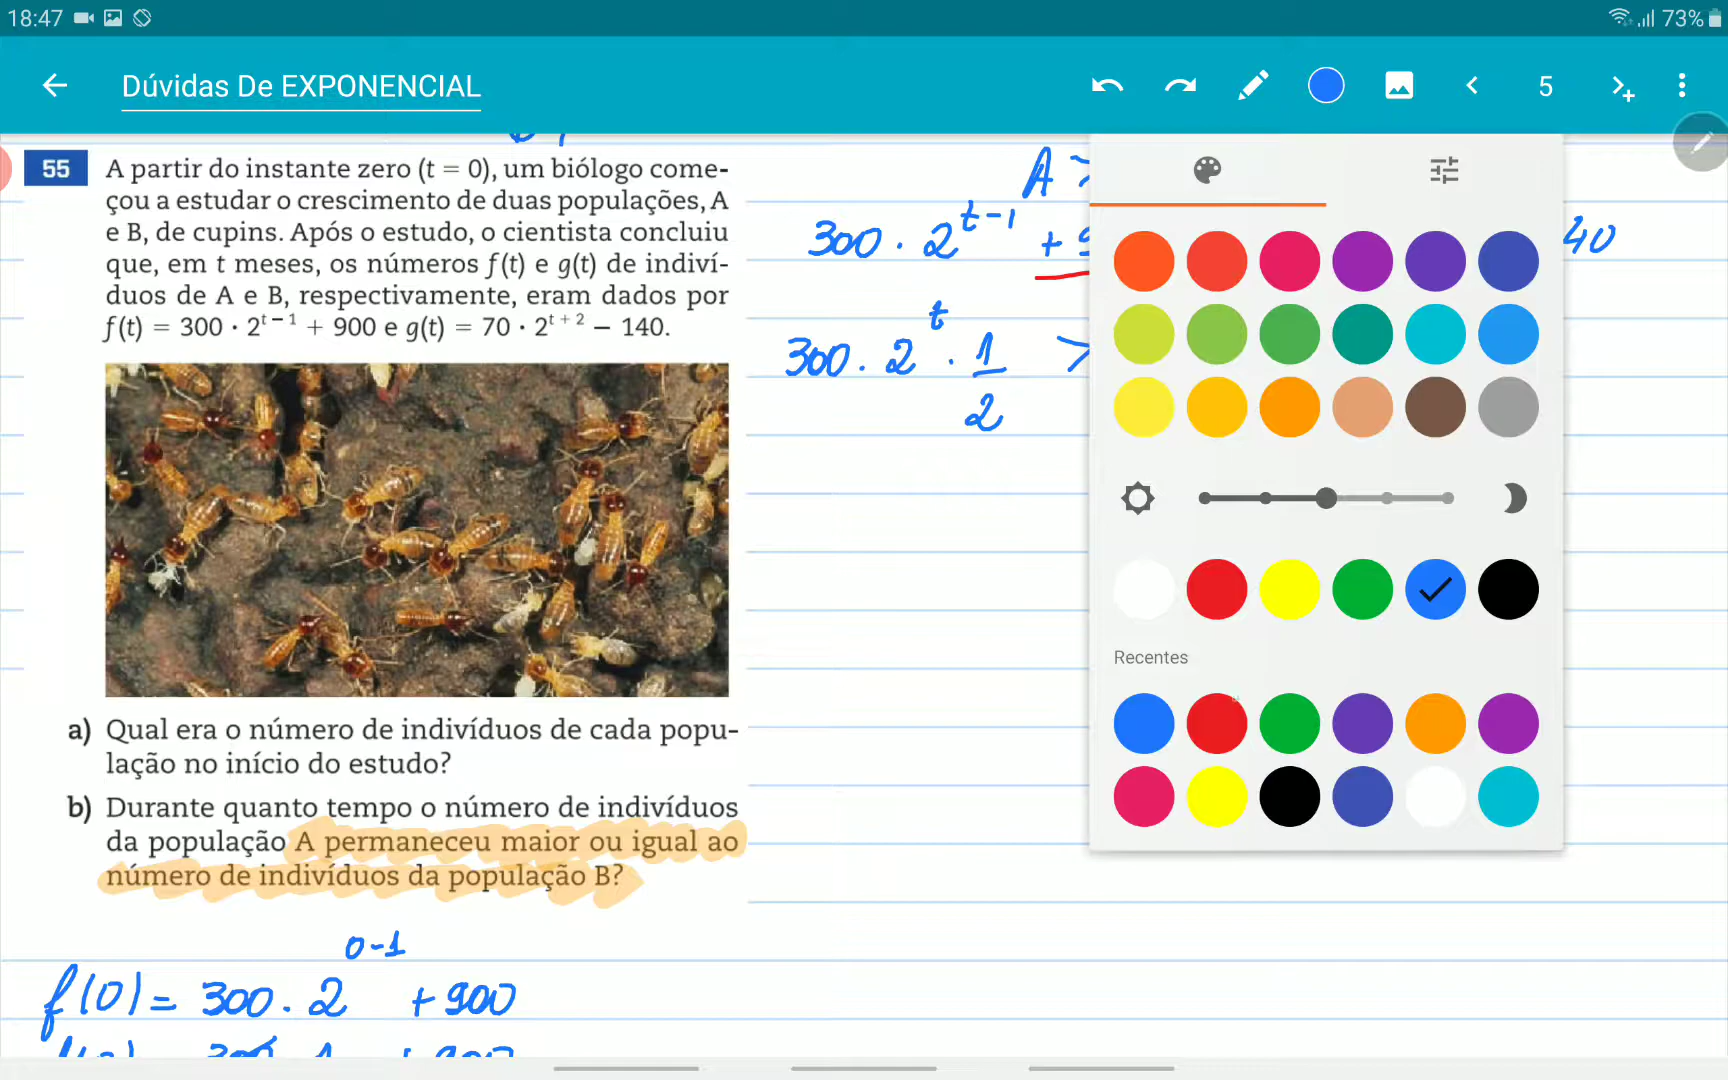 18:47 73%
Dúvidas De EXPONENCIAL 5
55 A partir do instante zero (t = 0), um biólogo come-
çou a estudar o crescimento de duas populações, A
e B, de cupins. Após o estudo, o cientista concluiu
que, em t meses, os números f(t) e g(t) de indiví-
duos de A e B, respectivamente, eram dados por
f(t) = 300 · 2^{t – 1} + 900 e g(t) = 70 · 2^{t + 2} – 140.
a) Qual era o número de indivíduos de cada popu-
lação no início do estudo?
b) Durante quanto tempo o número de indivíduos
da população A permaneceu maior ou igual ao
número de indivíduos da população B?
f(0) = 300 . 2^{0-1} + 900
A >
300 . 2^{t-1} + 40
300 . 2^t . 1/2 >
Recentes